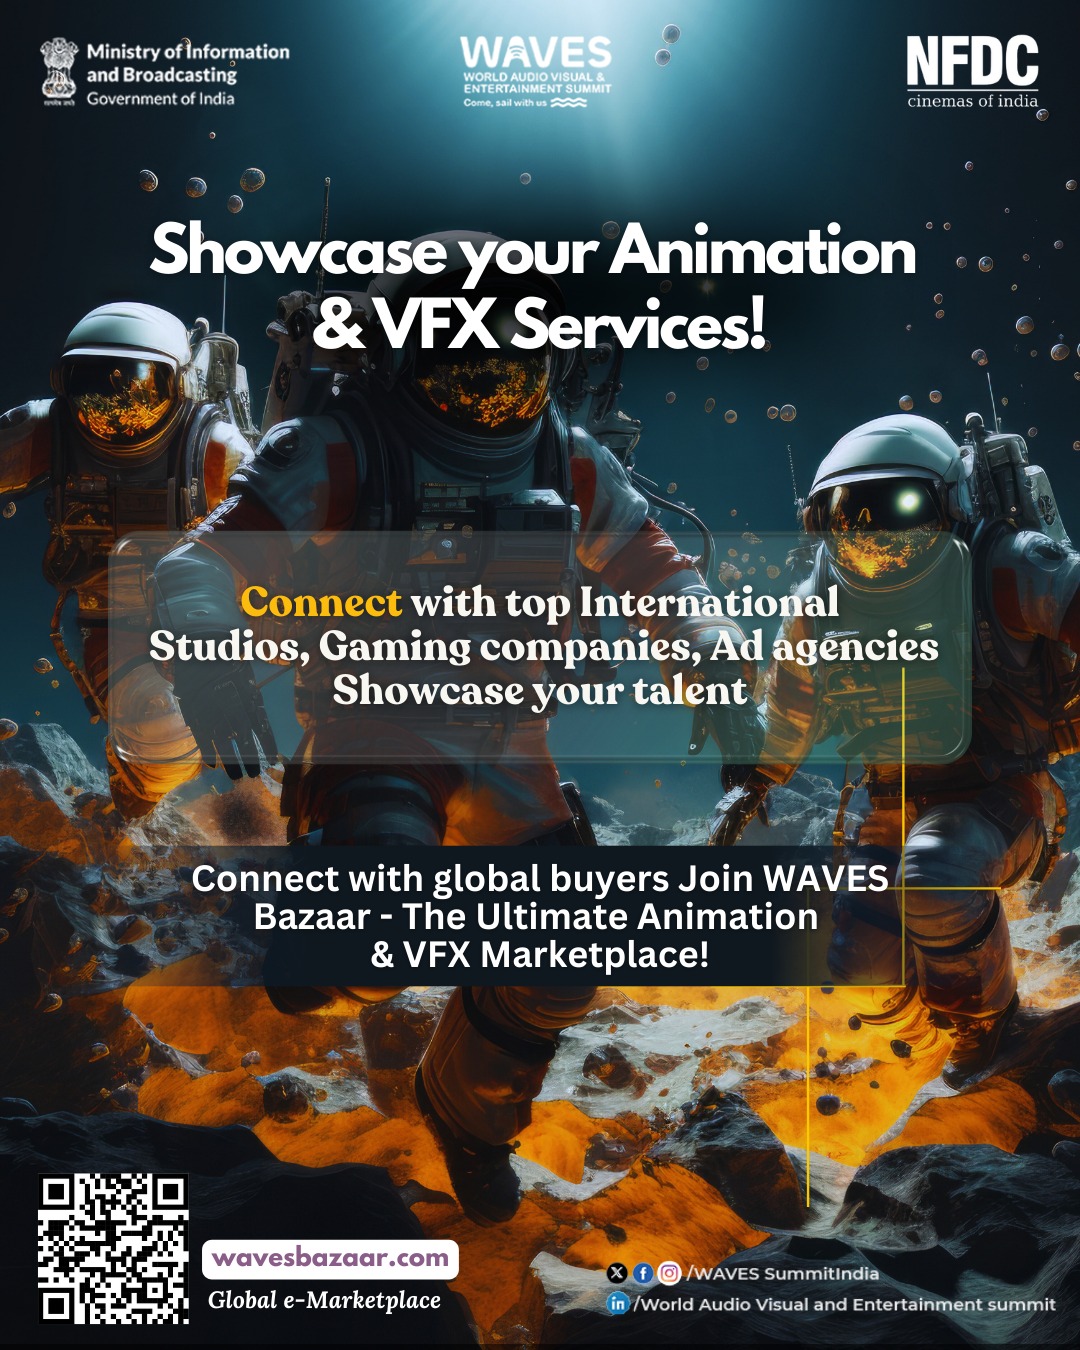 Ministry of Information
and Broadcasting
Government of India
WAVES
WORLD AUDIO VISUAL &
ENTERTAINMENT SUMMIT
Come, sail with us
NFDC
cinemas of india
Showcase your Animation
& VFX Services!
Connect with top International
Studios, Gaming companies, Ad agencies
Showcase your talent
Connect with global buyers Join WAVES
Bazaar - The Ultimate Animation
& VFX Marketplace!
wavesbazaar.com
Global e-Marketplace
/WAVES SummitIndia
/World Audio Visual and Entertainment summit